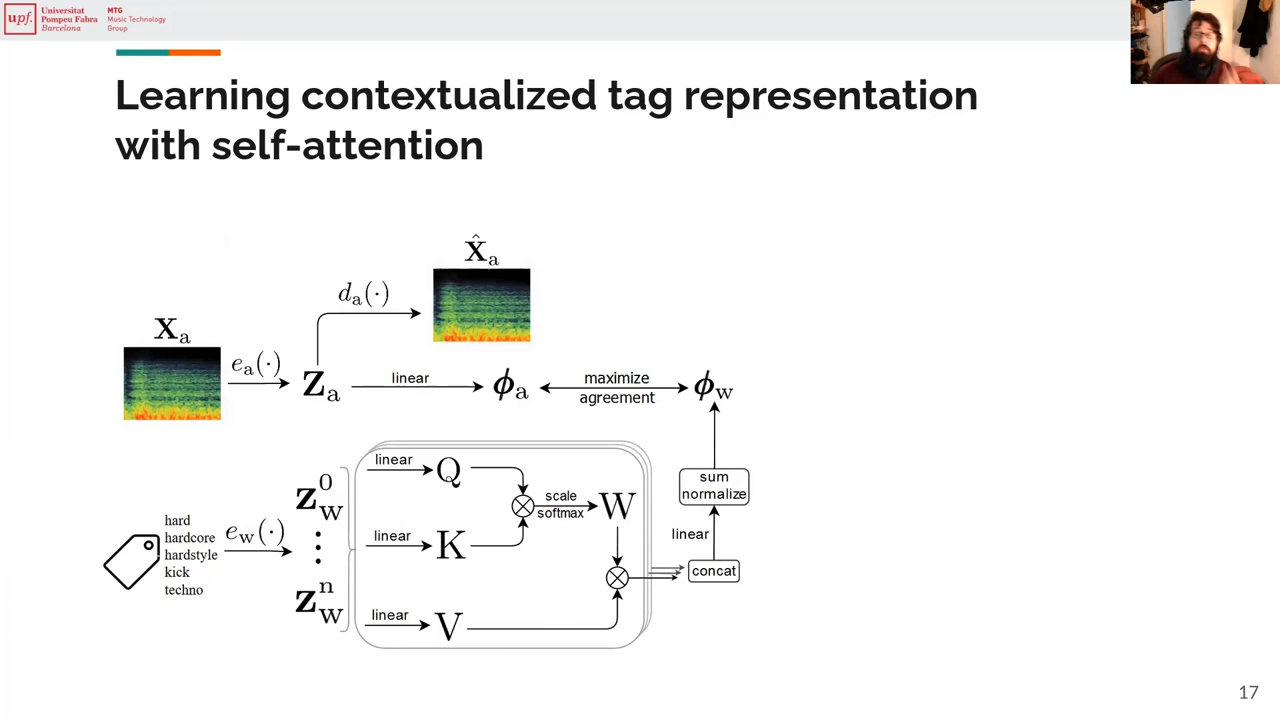 upf.
Universitat
Pompeu Fabra
Barcelona
MTG
Music Technology
Group
Learning contextualized tag representation
with self-attention
X̂a
da(·)
Xa
ea(·)
Za
linear
ϕa
maximize
agreement
ϕw
linear
Q
sum
normalize
z0w
scale
softmax
W
hard
hardcore
hardstyle
kick
techno
ew(·)
⋮
linear
K
linear
concat
znw
linear
V
17